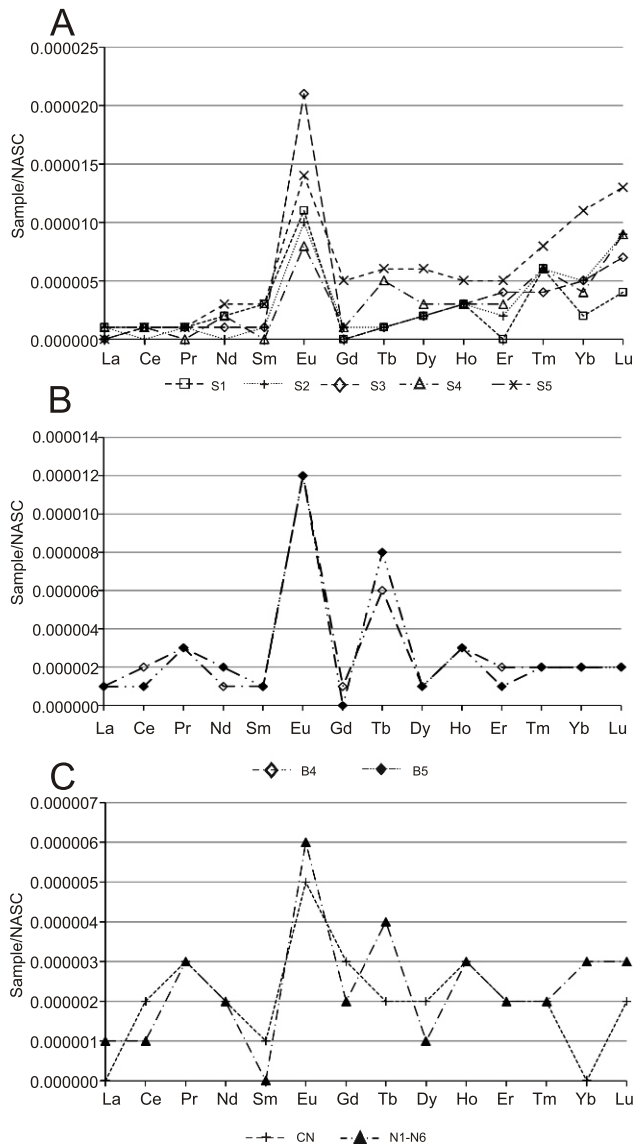 A
Sample/NASC
0.000025
0.000020
0.000015
0.000010
0.000005
0.000000
La Ce Pr Nd Sm Eu Gd Tb Dy Ho Er Tm Yb Lu
S1 S2 S3 S4 S5
B
Sample/NASC
0.000014
0.000012
0.000010
0.000008
0.000006
0.000004
0.000002
0.000000
La Ce Pr Nd Sm Eu Gd Tb Dy Ho Er Tm Yb Lu
B4 B5
C
Sample/NASC
0.000007
0.000006
0.000005
0.000004
0.000003
0.000002
0.000001
0.000000
La Ce Pr Nd Sm Eu Gd Tb Dy Ho Er Tm Yb Lu
CN N1-N6